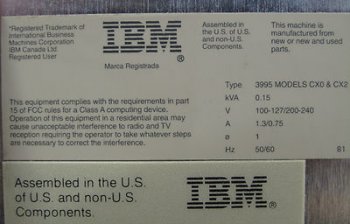 *Registered Trademark of
International Business
Machines Corporation
IBM Canada Ltd.
Registered User
IBM®
Marca Registrada
Assembled in
the U.S. of U.S.
and non-U.S.
Components.
This machine is
manufactured from
new or new and used
parts.
This equipment complies with the requirements in part
15 of FCC rules for a Class A computing device.
Operation of this equipment in a residential area may
cause unacceptable interference to radio and TV
reception requiring the operator to take whatever steps
are necessary to correct the interference.
Type 3995 MODELS CX0 & CX2
kVA 0.15
V 100-127/200-240
A 1.3/0.75
ø 1
Hz 50/60 81
Assembled in the U.S.
of U.S. and non-U.S.
Components.
IBM®